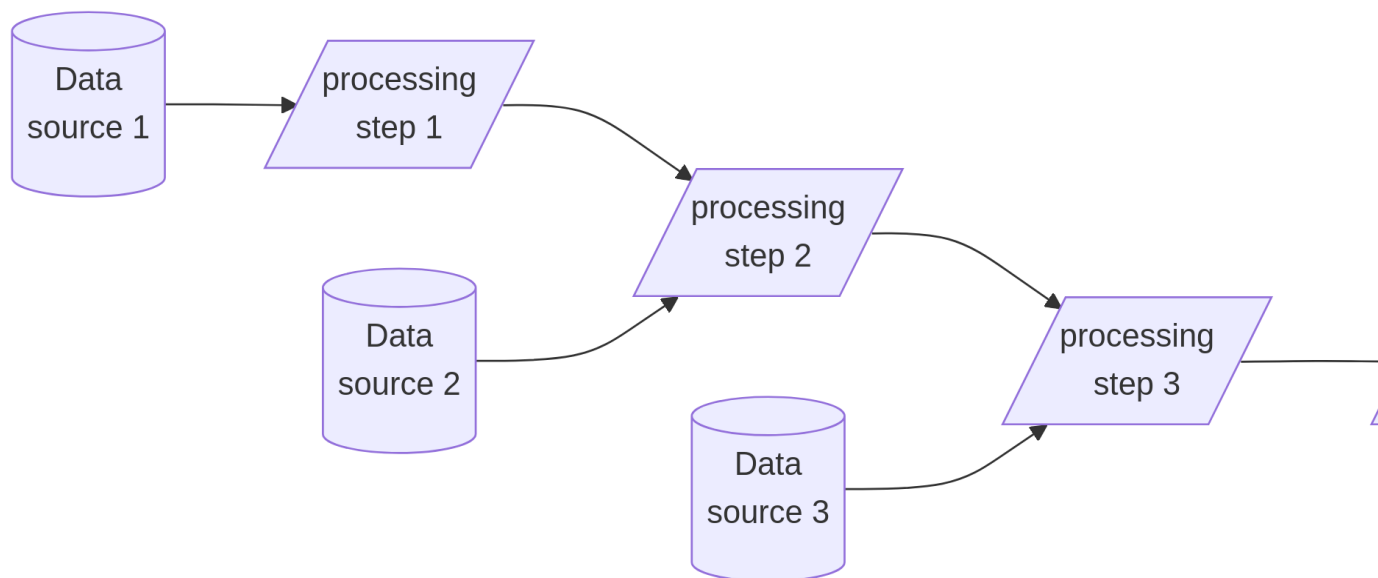 Data
source 1
processing
step 1
processing
step 2
Data
source 2
processing
step 3
Data
source 3